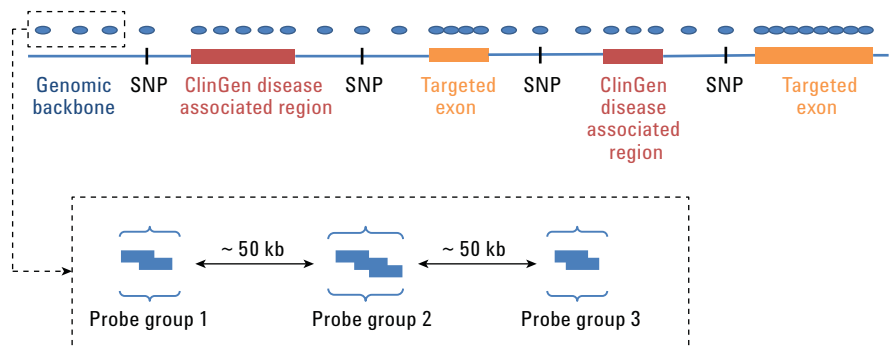 Genomic
backbone
SNP
ClinGen disease
associated region
SNP
Targeted
exon
SNP
ClinGen
disease
associated
region
SNP
Targeted
exon
~ 50 kb
~ 50 kb
Probe group 1
Probe group 2
Probe group 3